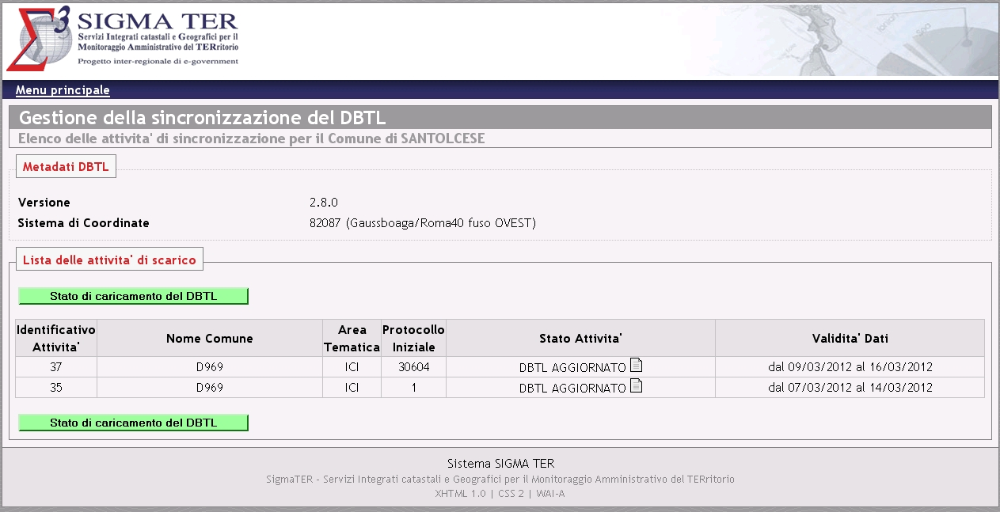 3 SIGMA TER
Servizi Integrati catastali e Geografici per il
Monitoraggio Amministrativo del TERritorio
Progetto inter-regionale di e-government
Menu principale
Gestione della sincronizzazione del DBTL
Elenco delle attivita' di sincronizzazione per il Comune di SANTOLCESE
Metadati DBTL
Versione 2.8.0
Sistema di Coordinate 82087 (Gaussboaga/Roma40 fuso OVEST)
Lista delle attivita' di scarico
Stato di caricamento del DBTL
Identificativo Attivita' Nome Comune Area Tematica Protocollo Iniziale Stato Attivita' Validita' Dati
37 D969 ICI 30604 DBTL AGGIORNATO dal 09/03/2012 al 16/03/2012
35 D969 ICI 1 DBTL AGGIORNATO dal 07/03/2012 al 14/03/2012
Stato di caricamento del DBTL
Sistema SIGMA TER
SigmaTER - Servizi Integrati catastali e Geografici per il Monitoraggio Amministrativo del TERritorio
XHTML 1.0 | CSS 2 | WAI-A